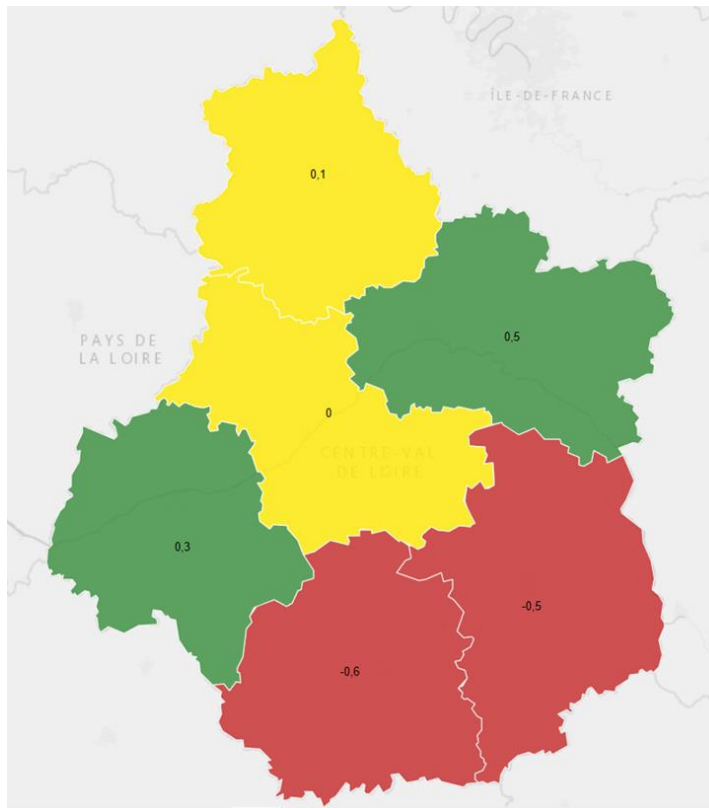 ÎLE-DE-FRANCE
0,1
0,5
PAYS DE
LA LOIRE
0
CENTRE-VAL
DE LOIRE
0,3
-0,5
-0,6